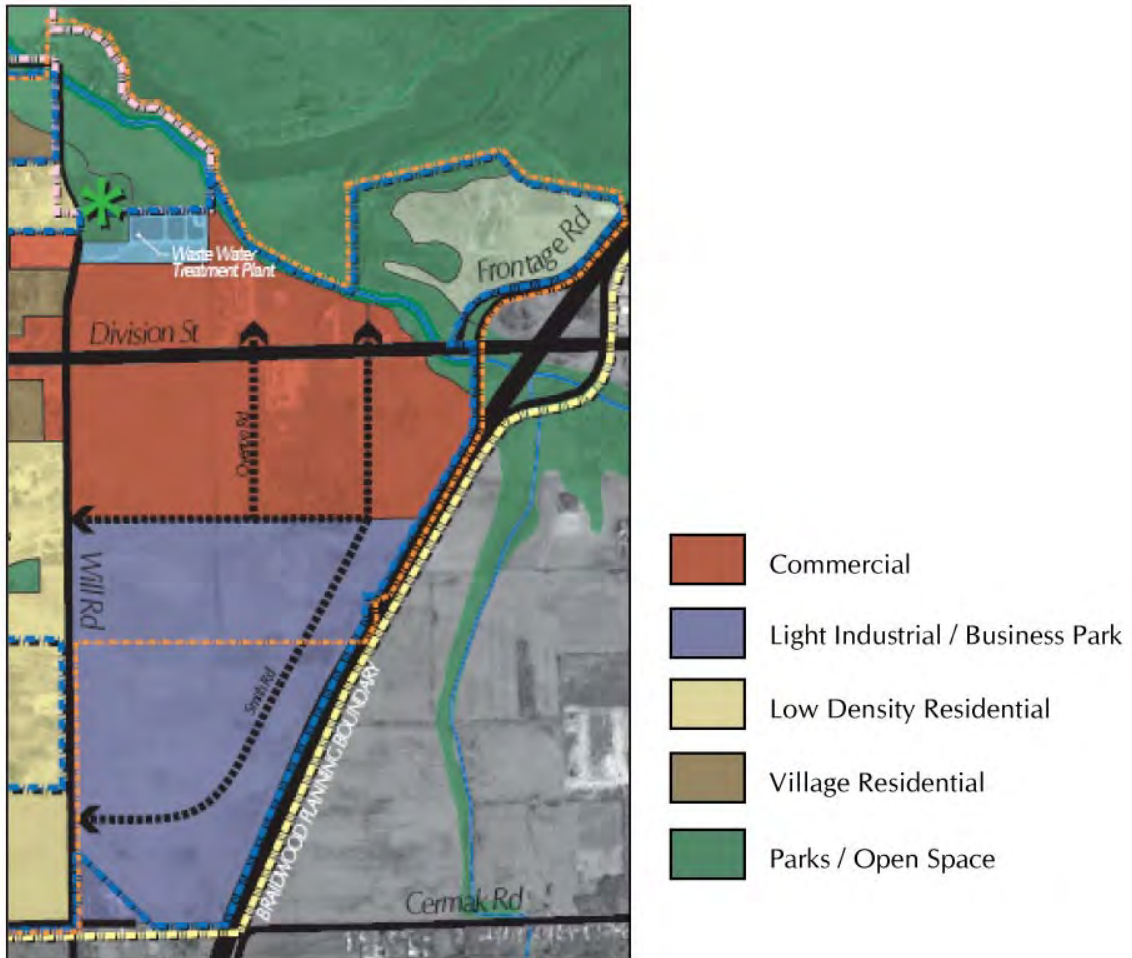 Waste Water
Treatment Plant
Frontage Rd
Division St
Will Rd
Smith Rd
BRAIDWOOD PLANNING BOUNDARY
Cermak Rd
Commercial
Light Industrial / Business Park
Low Density Residential
Village Residential
Parks / Open Space